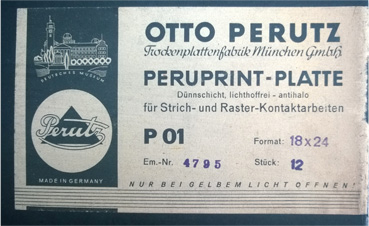 DEUTSCHES MUSEUM
Perutz
MADE IN GERMANY
OTTO PERUTZ
Trockenplattenfabrik München GmbH.
PERUPRINT-PLATTE
Dünnschicht, lichthoffrei - antihalo
für Strich- und Raster-Kontaktarbeiten
P 01 Format: 18x24
Em.-Nr. 4795 Stück: 12
NUR BEI GELBEM LICHT ÖFFNEN!